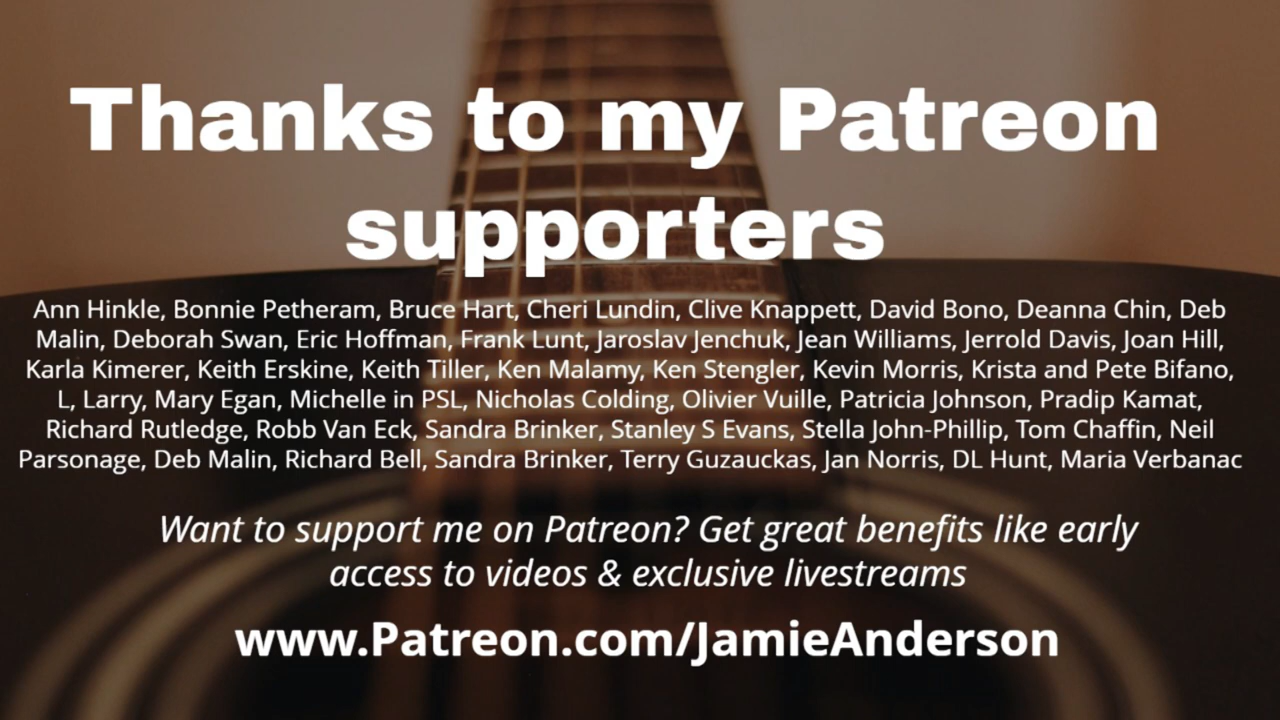 Thanks to my Patreon
supporters
Ann Hinkle, Bonnie Petheram, Bruce Hart, Cheri Lundin, Clive Knappett, David Bono, Deanna Chin, Deb
Malin, Deborah Swan, Eric Hoffman, Frank Lunt, Jaroslav Jenchuk, Jean Williams, Jerrold Davis, Joan Hill,
Karla Kimerer, Keith Erskine, Keith Tiller, Ken Malamy, Ken Stengler, Kevin Morris, Krista and Pete Bifano,
L, Larry, Mary Egan, Michelle in PSL, Nicholas Colding, Olivier Vuille, Patricia Johnson, Pradip Kamat,
Richard Rutledge, Robb Van Eck, Sandra Brinker, Stanley S Evans, Stella John-Phillip, Tom Chaffin, Neil
Parsonage, Deb Malin, Richard Bell, Sandra Brinker, Terry Guzauckas, Jan Norris, DL Hunt, Maria Verbanac
Want to support me on Patreon? Get great benefits like early
access to videos & exclusive livestreams
www.Patreon.com/JamieAnderson